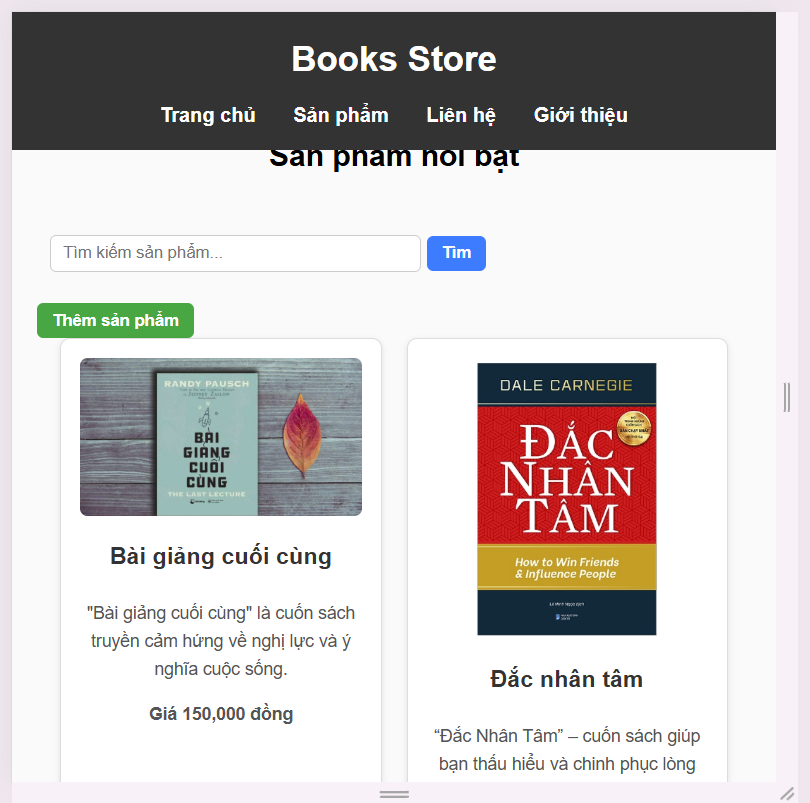 Books Store
Trang chủ Sản phẩm Liên hệ Giới thiệu
Sản phẩm nổi bật
Tìm kiếm sản phẩm...
Tìm
Thêm sản phẩm
RANDY PAUSCH
BÀI
GIẢNG
CUỐI
CÙNG
THE LAST LECTURE
Bài giảng cuối cùng
"Bài giảng cuối cùng" là cuốn sách
truyền cảm hứng về nghị lực và ý
nghĩa cuộc sống.
Giá 150,000 đồng
DALE CARNEGIE
ĐẮC
NHÂN
TÂM
How to Win Friends
& Influence People
Đắc nhân tâm
“Đắc Nhân Tâm” – cuốn sách giúp
bạn thấu hiểu và chinh phục lòng